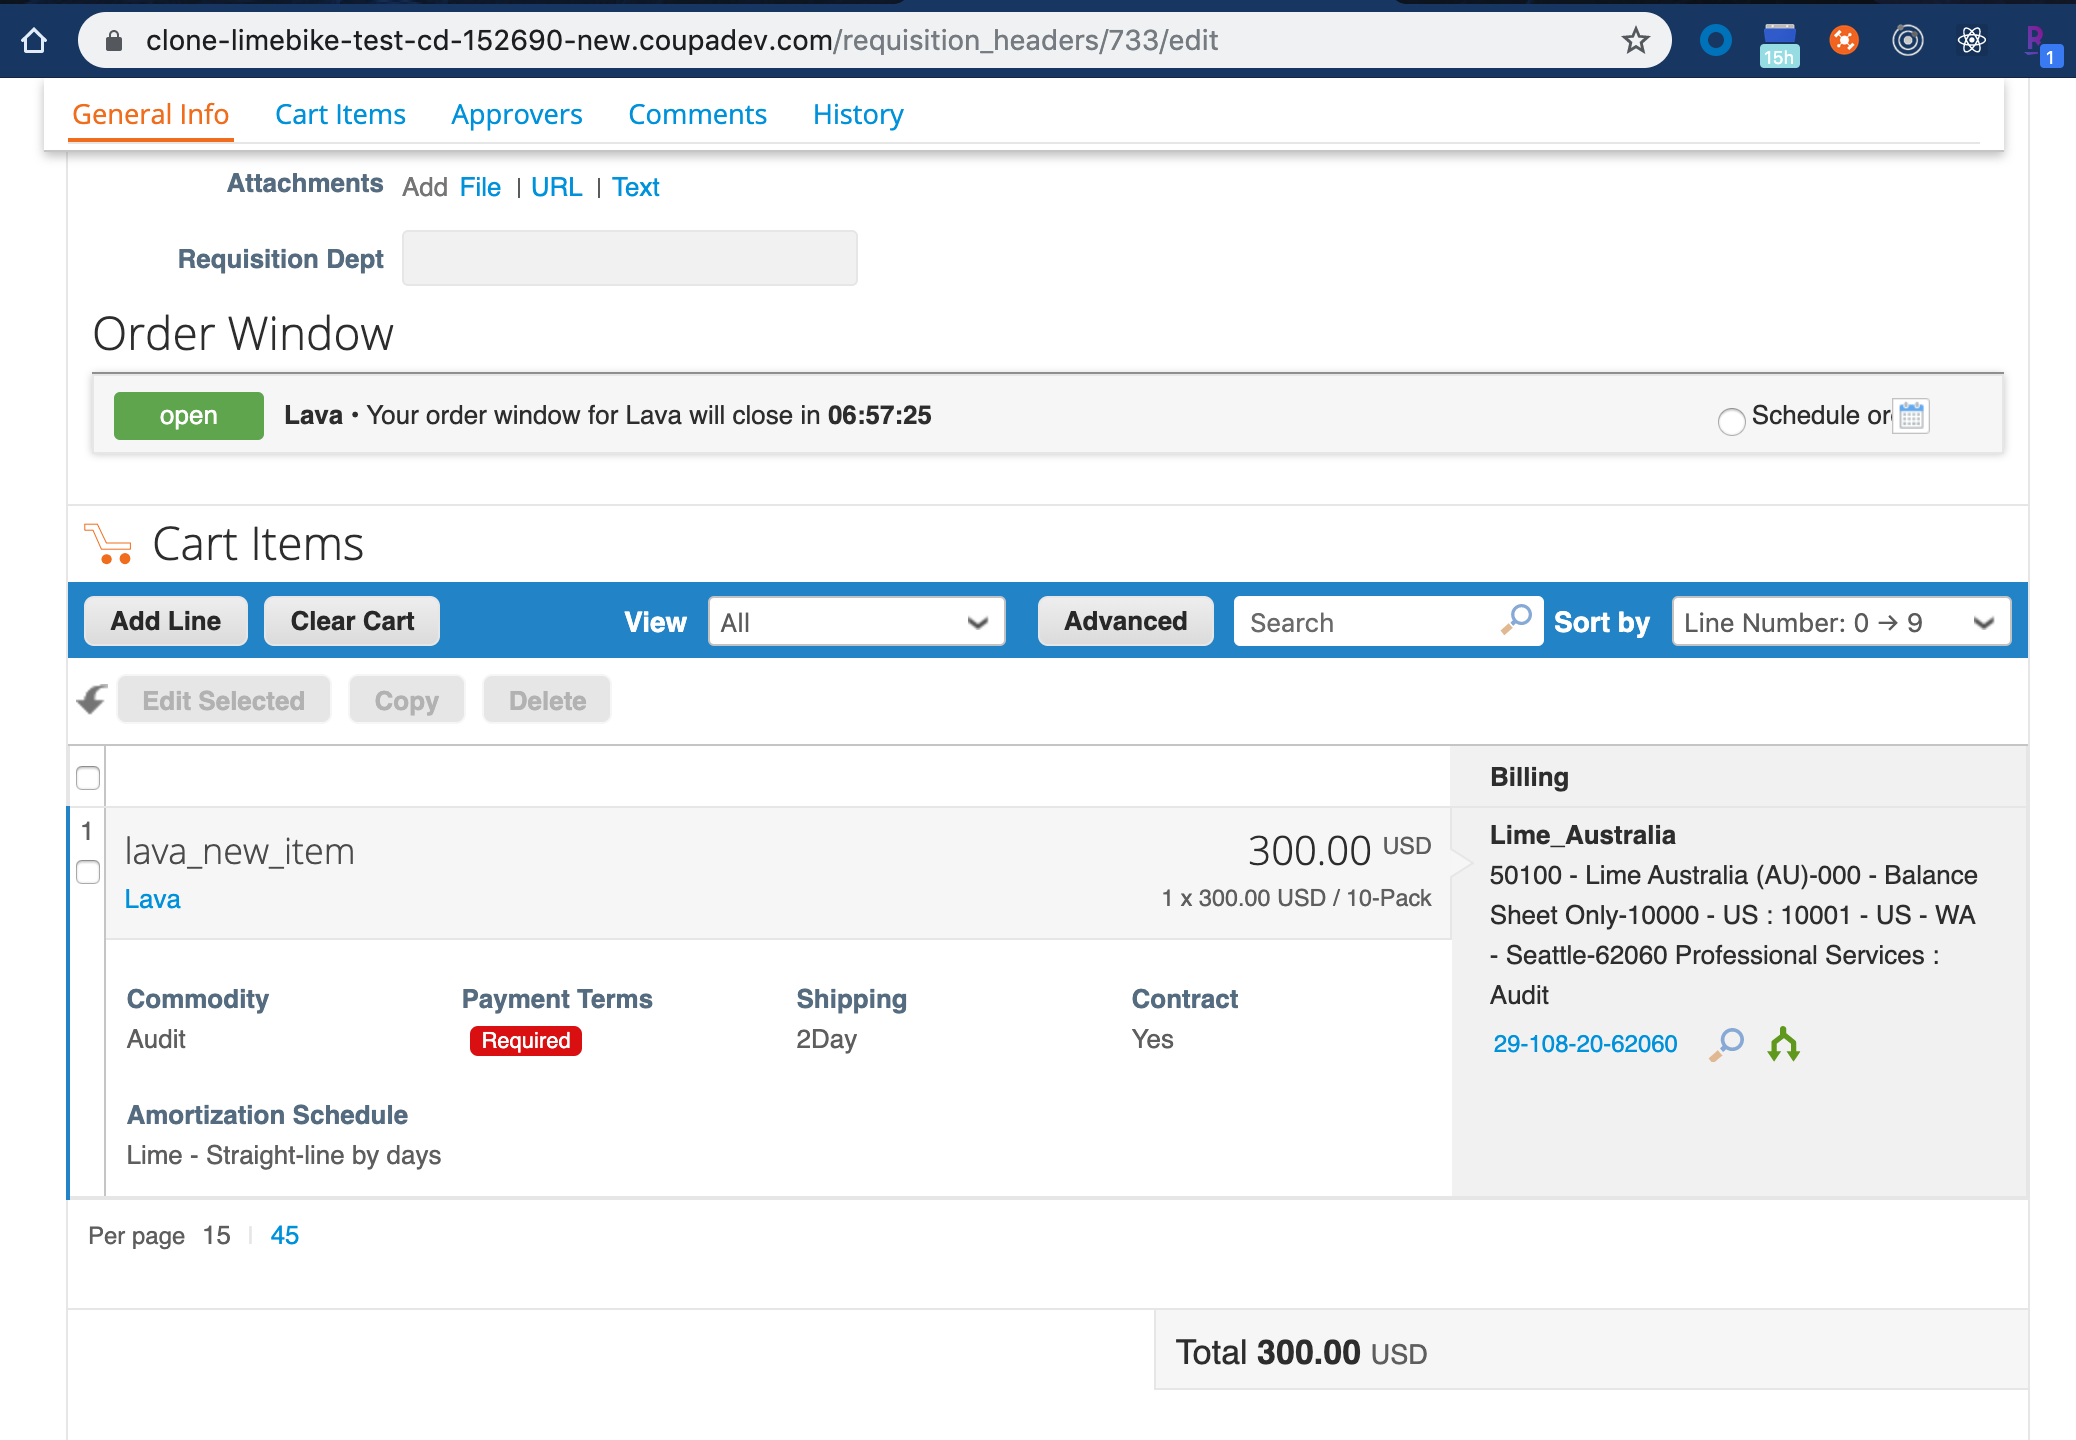 clone-limebike-test-cd-152690-new.coupadev.com/requisition_headers/733/edit
15h
1
General Info Cart Items Approvers Comments History
Attachments Add File | URL | Text
Requisition Dept
Order Window
open Lava • Your order window for Lava will close in 06:57:25 Schedule or
Cart Items
Add Line Clear Cart View All Advanced Search Sort by Line Number: 0 → 9
Edit Selected Copy Delete
Billing
1
lava_new_item 300.00 USD
Lava 1 x 300.00 USD / 10-Pack
Lime_Australia
50100 - Lime Australia (AU)-000 - Balance
Sheet Only-10000 - US : 10001 - US - WA
- Seattle-62060 Professional Services :
Audit
29-108-20-62060
Commodity Payment Terms Shipping Contract
Audit Required 2Day Yes
Amortization Schedule
Lime - Straight-line by days
Per page 15 | 45
Total 300.00 USD